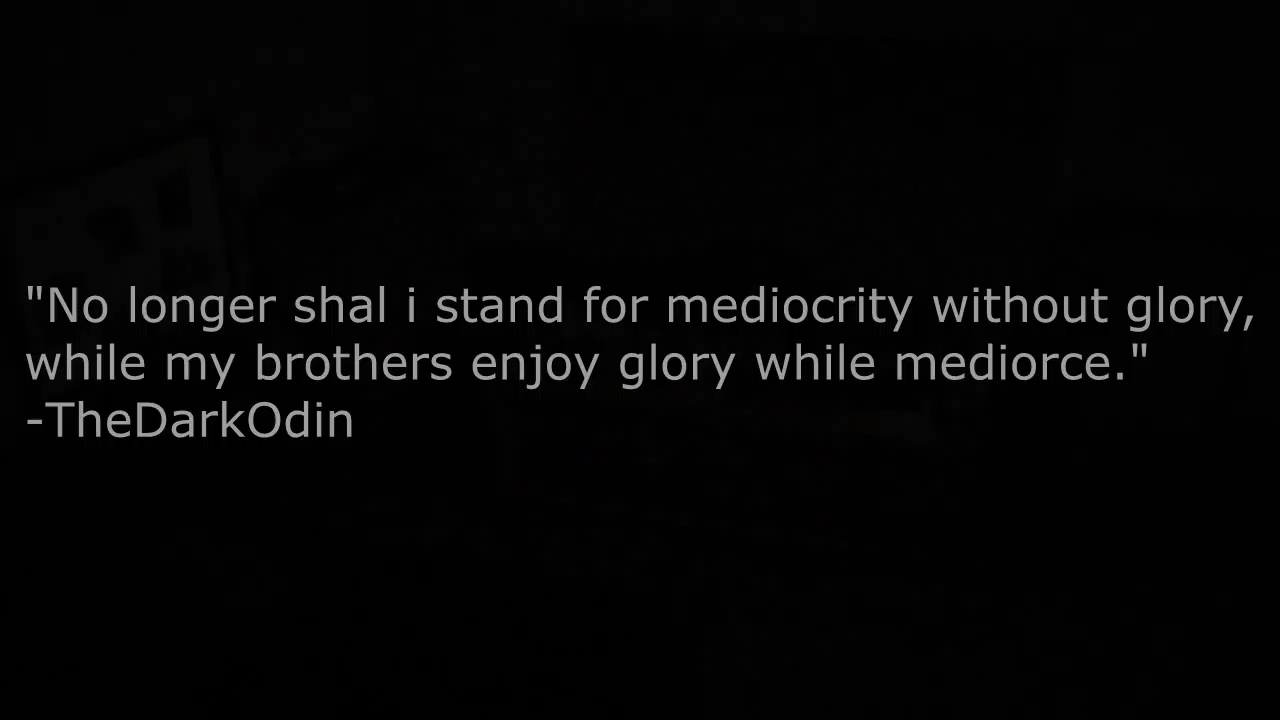 "No longer shal i stand for mediocrity without glory,
while my brothers enjoy glory while mediorce."
-TheDarkOdin